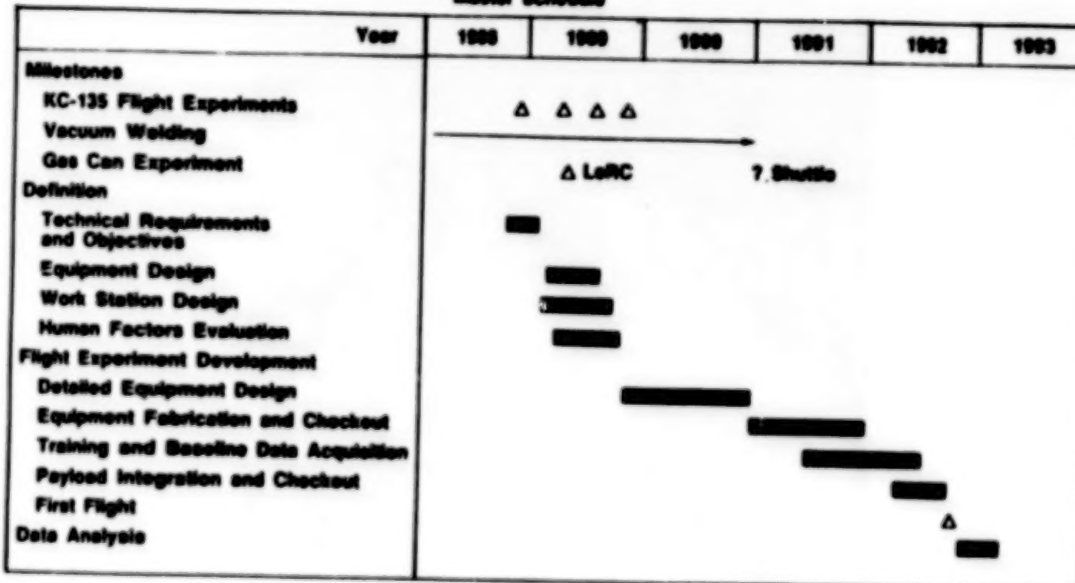 Master Schedule
Year 1988 1989 1990 1991 1992 1993
Milestones
KC-135 Flight Experiments
Vacuum Welding
Gas Can Experiment
Δ LeRC ? Shuttle
Definition
Technical Requirements
and Objectives
Equipment Design
Work Station Design
Human Factors Evaluation
Flight Experiment Development
Detailed Equipment Design
Equipment Fabrication and Checkout
Training and Baseline Data Acquisition
Payload Integration and Checkout
First Flight
Data Analysis